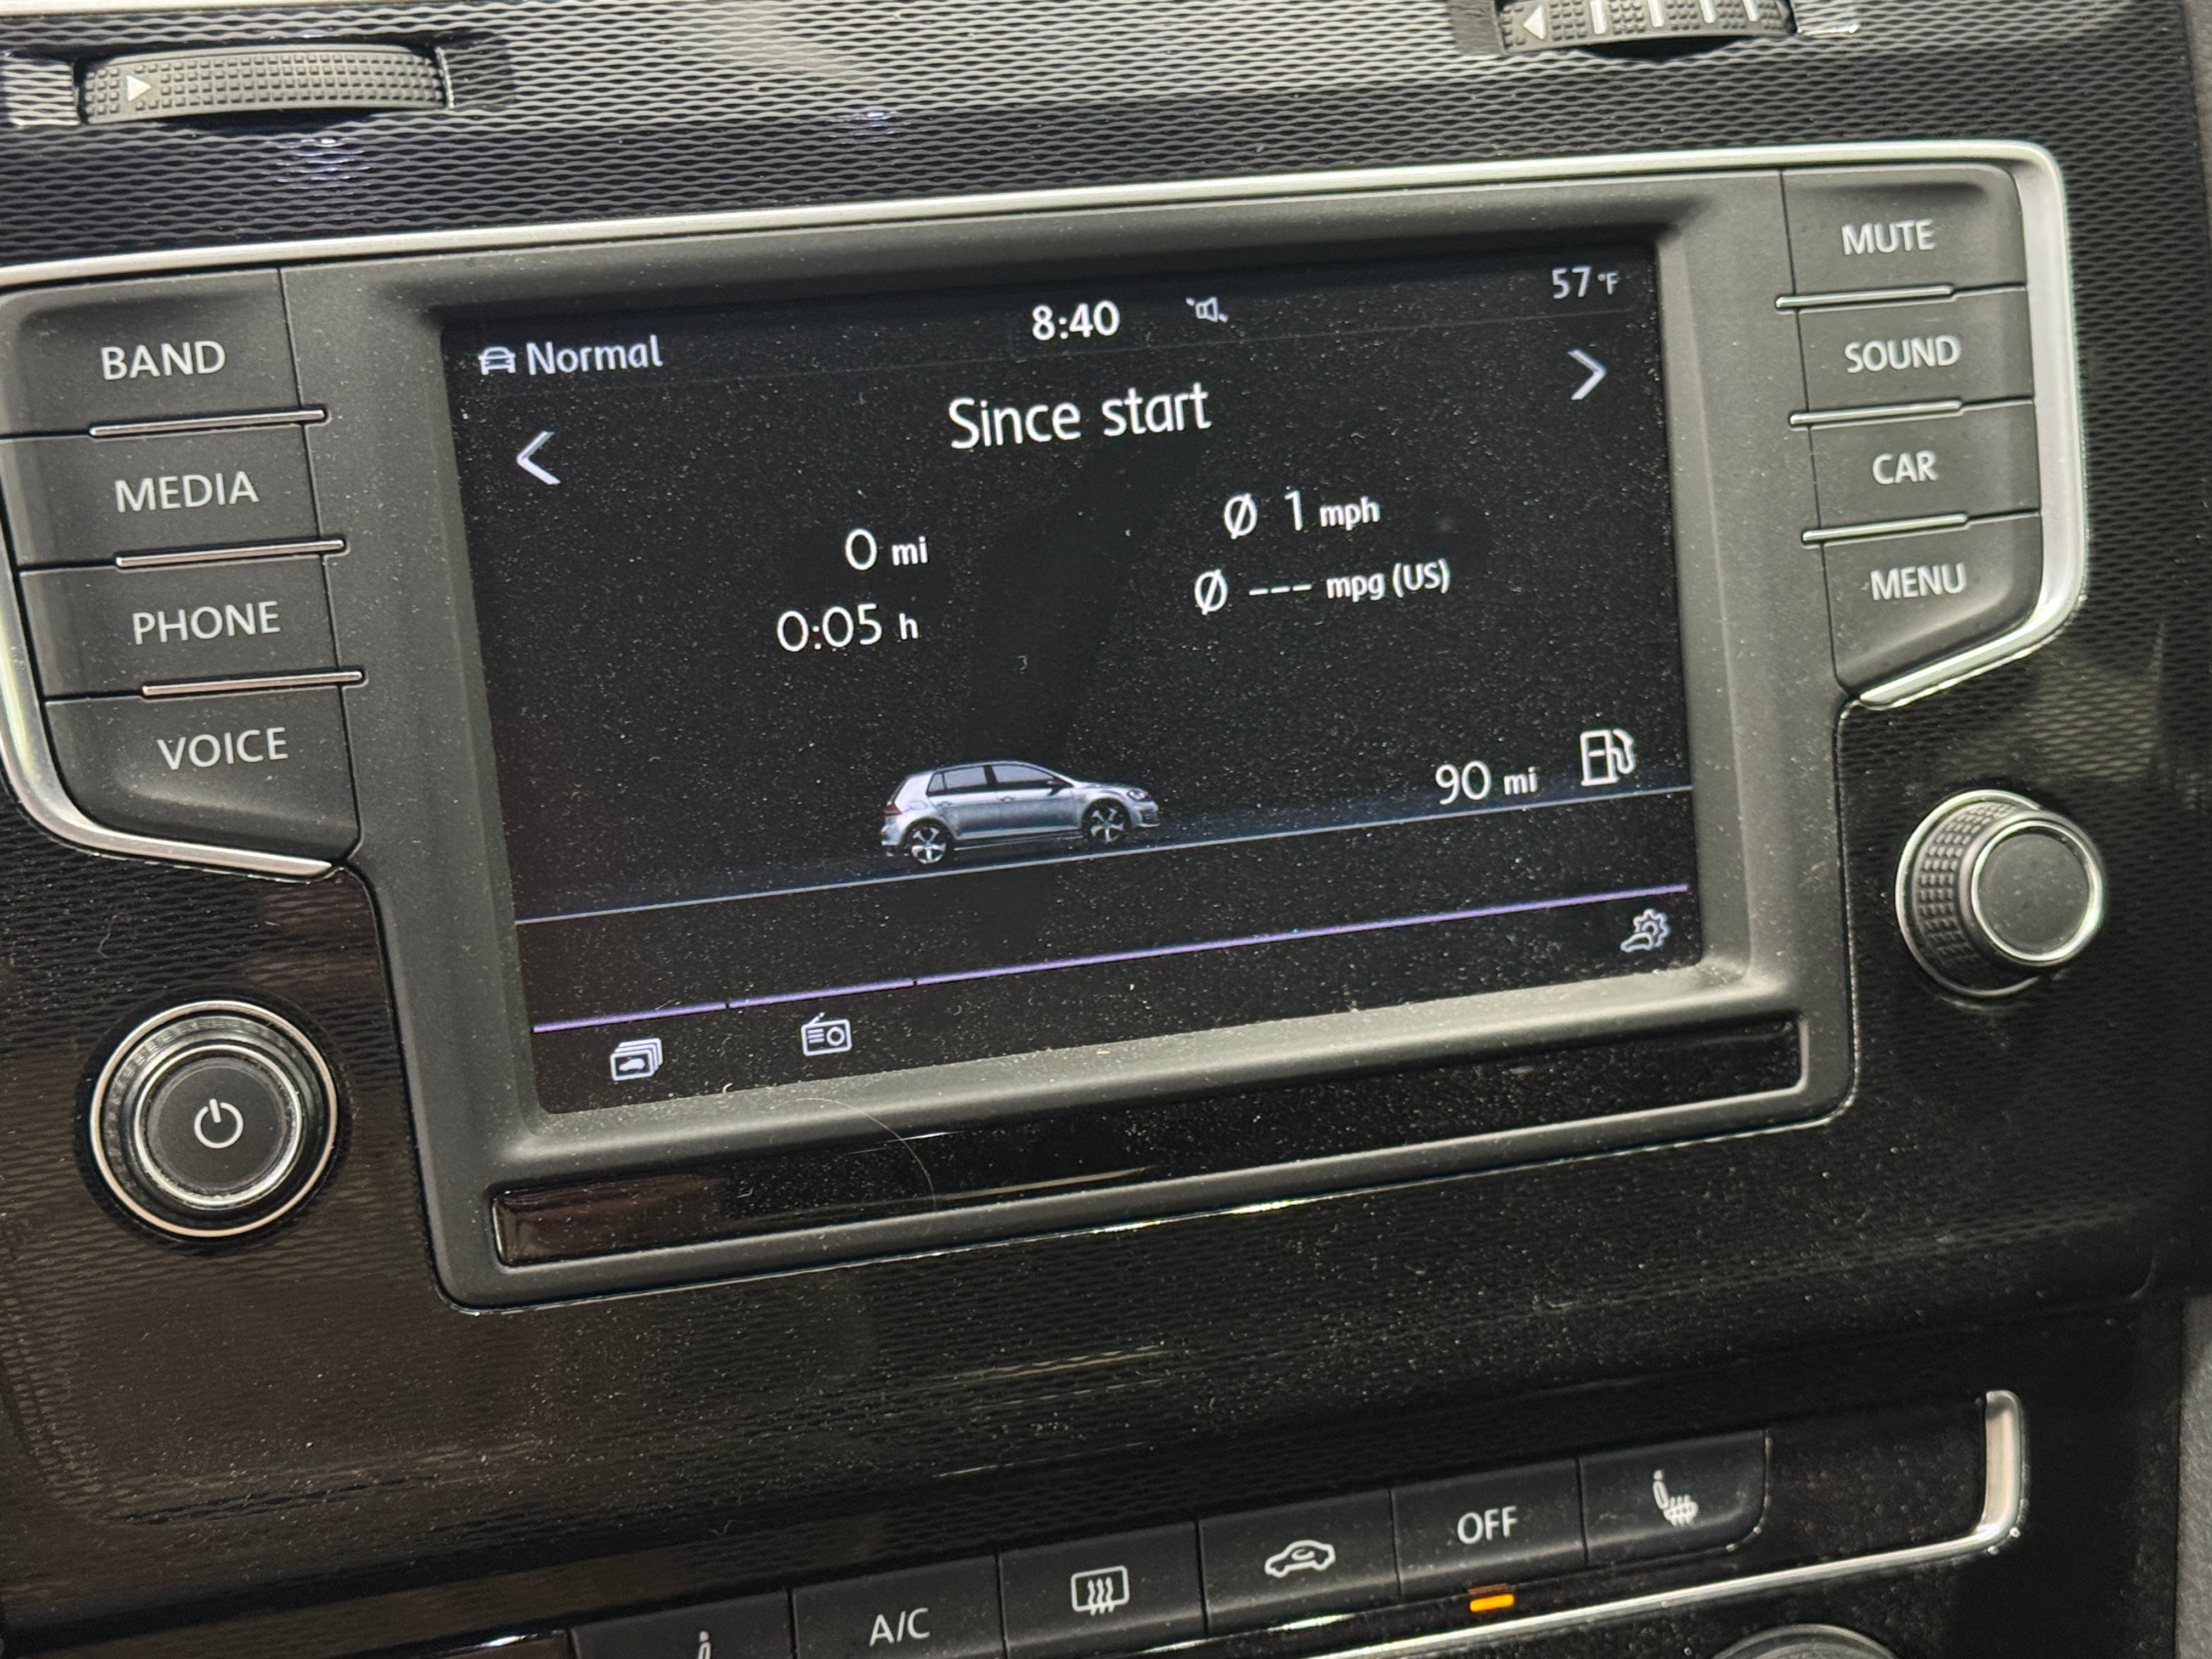 BAND
MEDIA
PHONE
VOICE
Normal
8:40
57 °F
Since start
0 mi
Ø 1 mph
0:05 h
Ø --- mpg (US)
90 mi
MUTE
SOUND
CAR
MENU
A/C
OFF